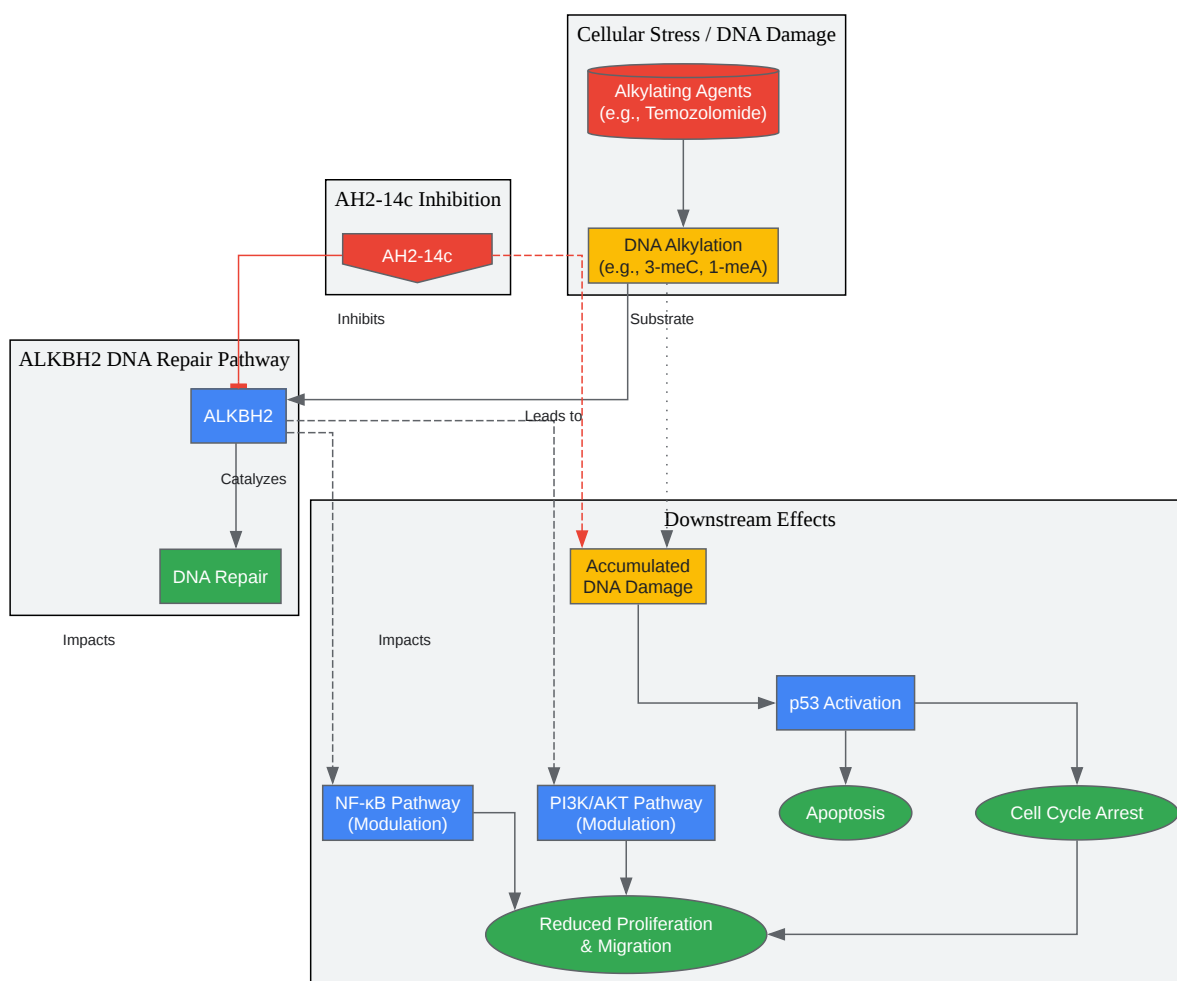 Cellular Stress / DNA Damage
Alkylating Agents
(e.g., Temozolomide)
AH2-14c Inhibition
AH2-14c
DNA Alkylation
(e.g., 3-meC, 1-meA)
Inhibits
Substrate
ALKBH2 DNA Repair Pathway
ALKBH2
Leads to
Catalyzes
Downstream Effects
DNA Repair
Accumulated
DNA Damage
Impacts
Impacts
p53 Activation
NF-κB Pathway
(Modulation)
PI3K/AKT Pathway
(Modulation)
Apoptosis
Cell Cycle Arrest
Reduced Proliferation
& Migration